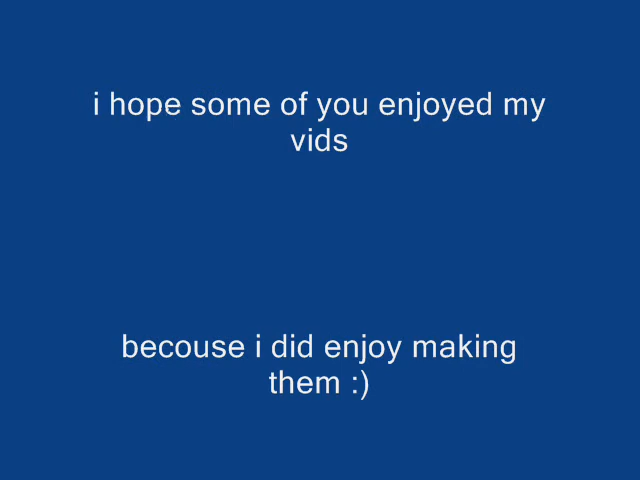 i hope some of you enjoyed my
vids
becouse i did enjoy making
them :)